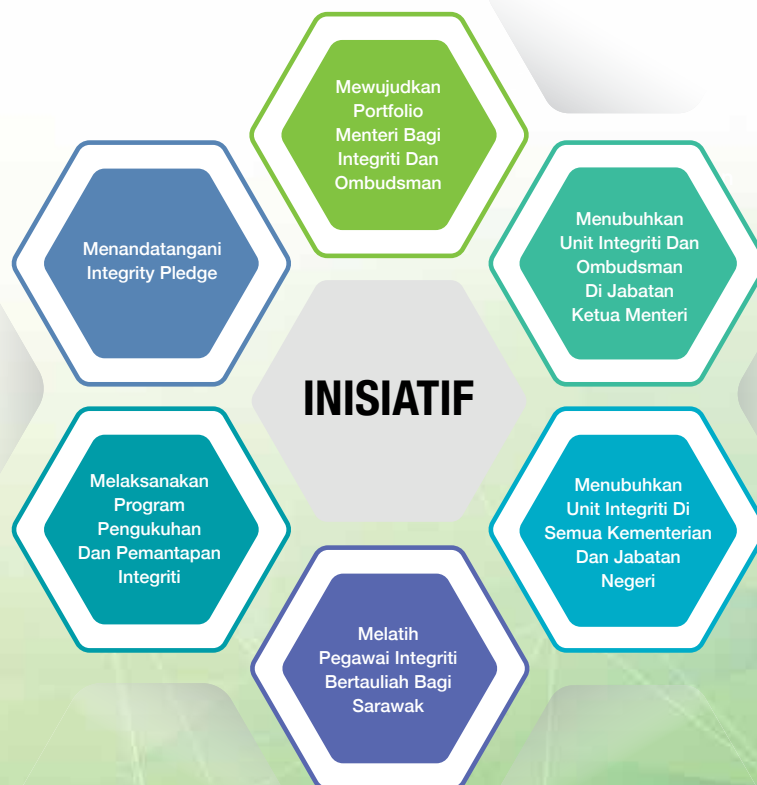 Mewujudkan
Portfolio
Menteri Bagi
Integriti Dan
Ombudsman
Menubuhkan
Unit Integriti Dan
Ombudsman
Di Jabatan
Ketua Menteri
Menandatangani
Integrity Pledge
INISIATIF
Melaksanakan
Program
Pengukuhan
Dan Pemantapan
Integriti
Menubuhkan
Unit Integriti Di
Semua Kementerian
Dan Jabatan
Negeri
Melatih
Pegawai Integriti
Bertauliah Bagi
Sarawak